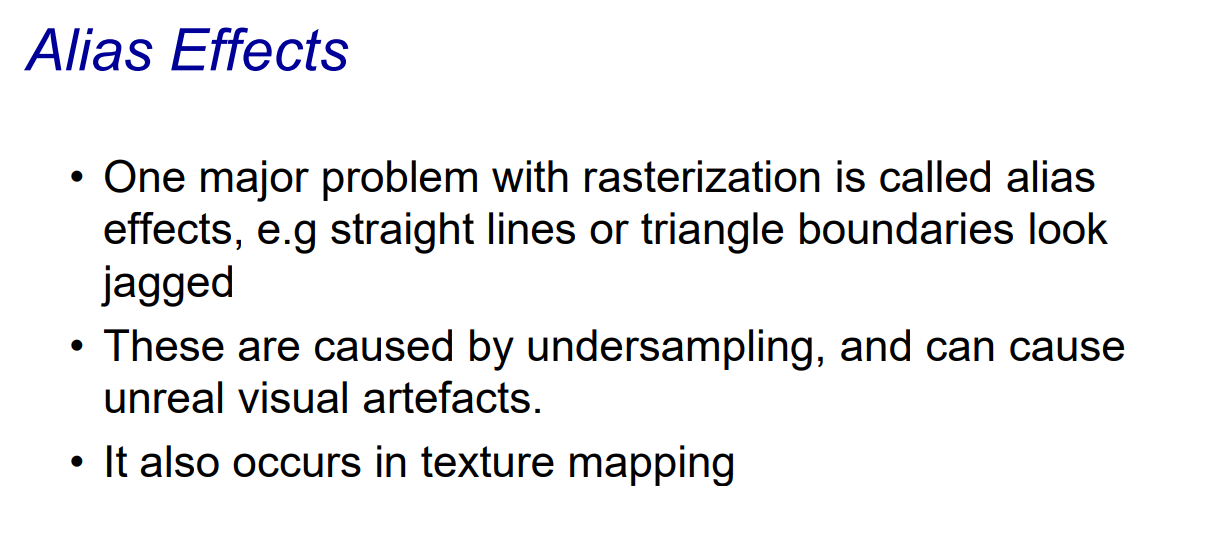 Alias Effects
• One major problem with rasterization is called alias
effects, e.g straight lines or triangle boundaries look
jagged
• These are caused by undersampling, and can cause
unreal visual artefacts.
• It also occurs in texture mapping